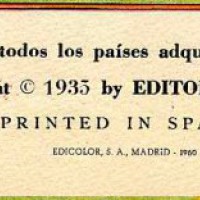 todos los países adqu
© 1935 by EDITO
PRINTED IN SPA
EDICOLOR, S. A., MADRID - 1960